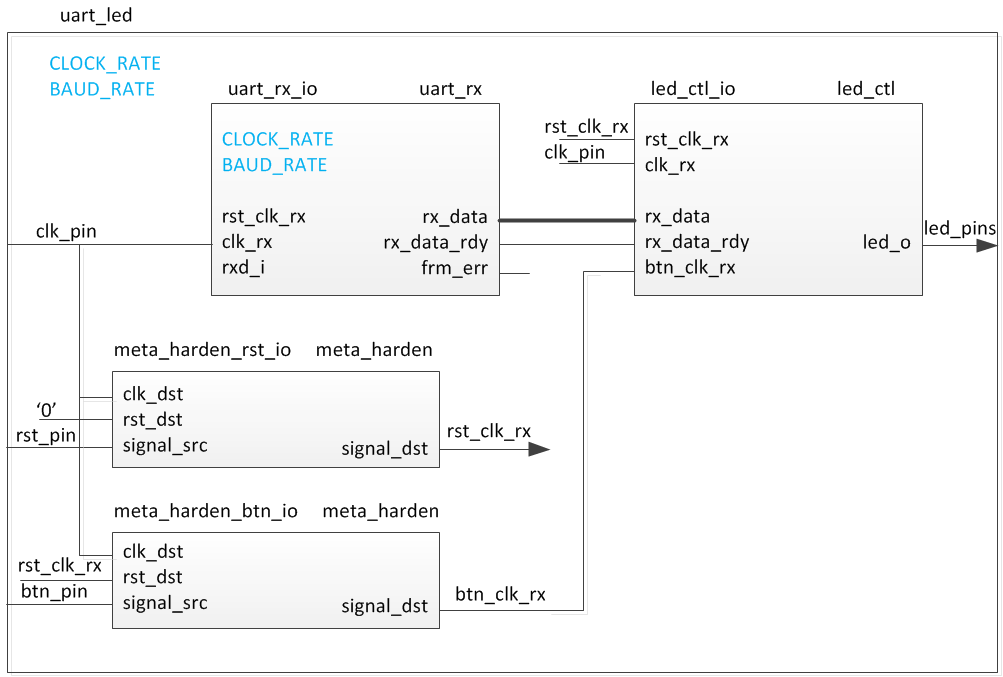 uart_led
CLOCK_RATE
BAUD_RATE
uart_rx_io uart_rx
CLOCK_RATE
BAUD_RATE
rst_clk_rx
clk_rx
rxd_i
rx_data
rx_data_rdy
frm_err
clk_pin
led_ctl_io led_ctl
rst_clk_rx
clk_pin
rst_clk_rx
clk_rx
rx_data
rx_data_rdy
btn_clk_rx
led_o
led_pins
meta_harden_rst_io meta_harden
clk_dst
rst_dst
signal_src
signal_dst
‘0’
rst_pin
rst_clk_rx
meta_harden_btn_io meta_harden
clk_dst
rst_dst
signal_src
signal_dst
rst_clk_rx
btn_pin
btn_clk_rx